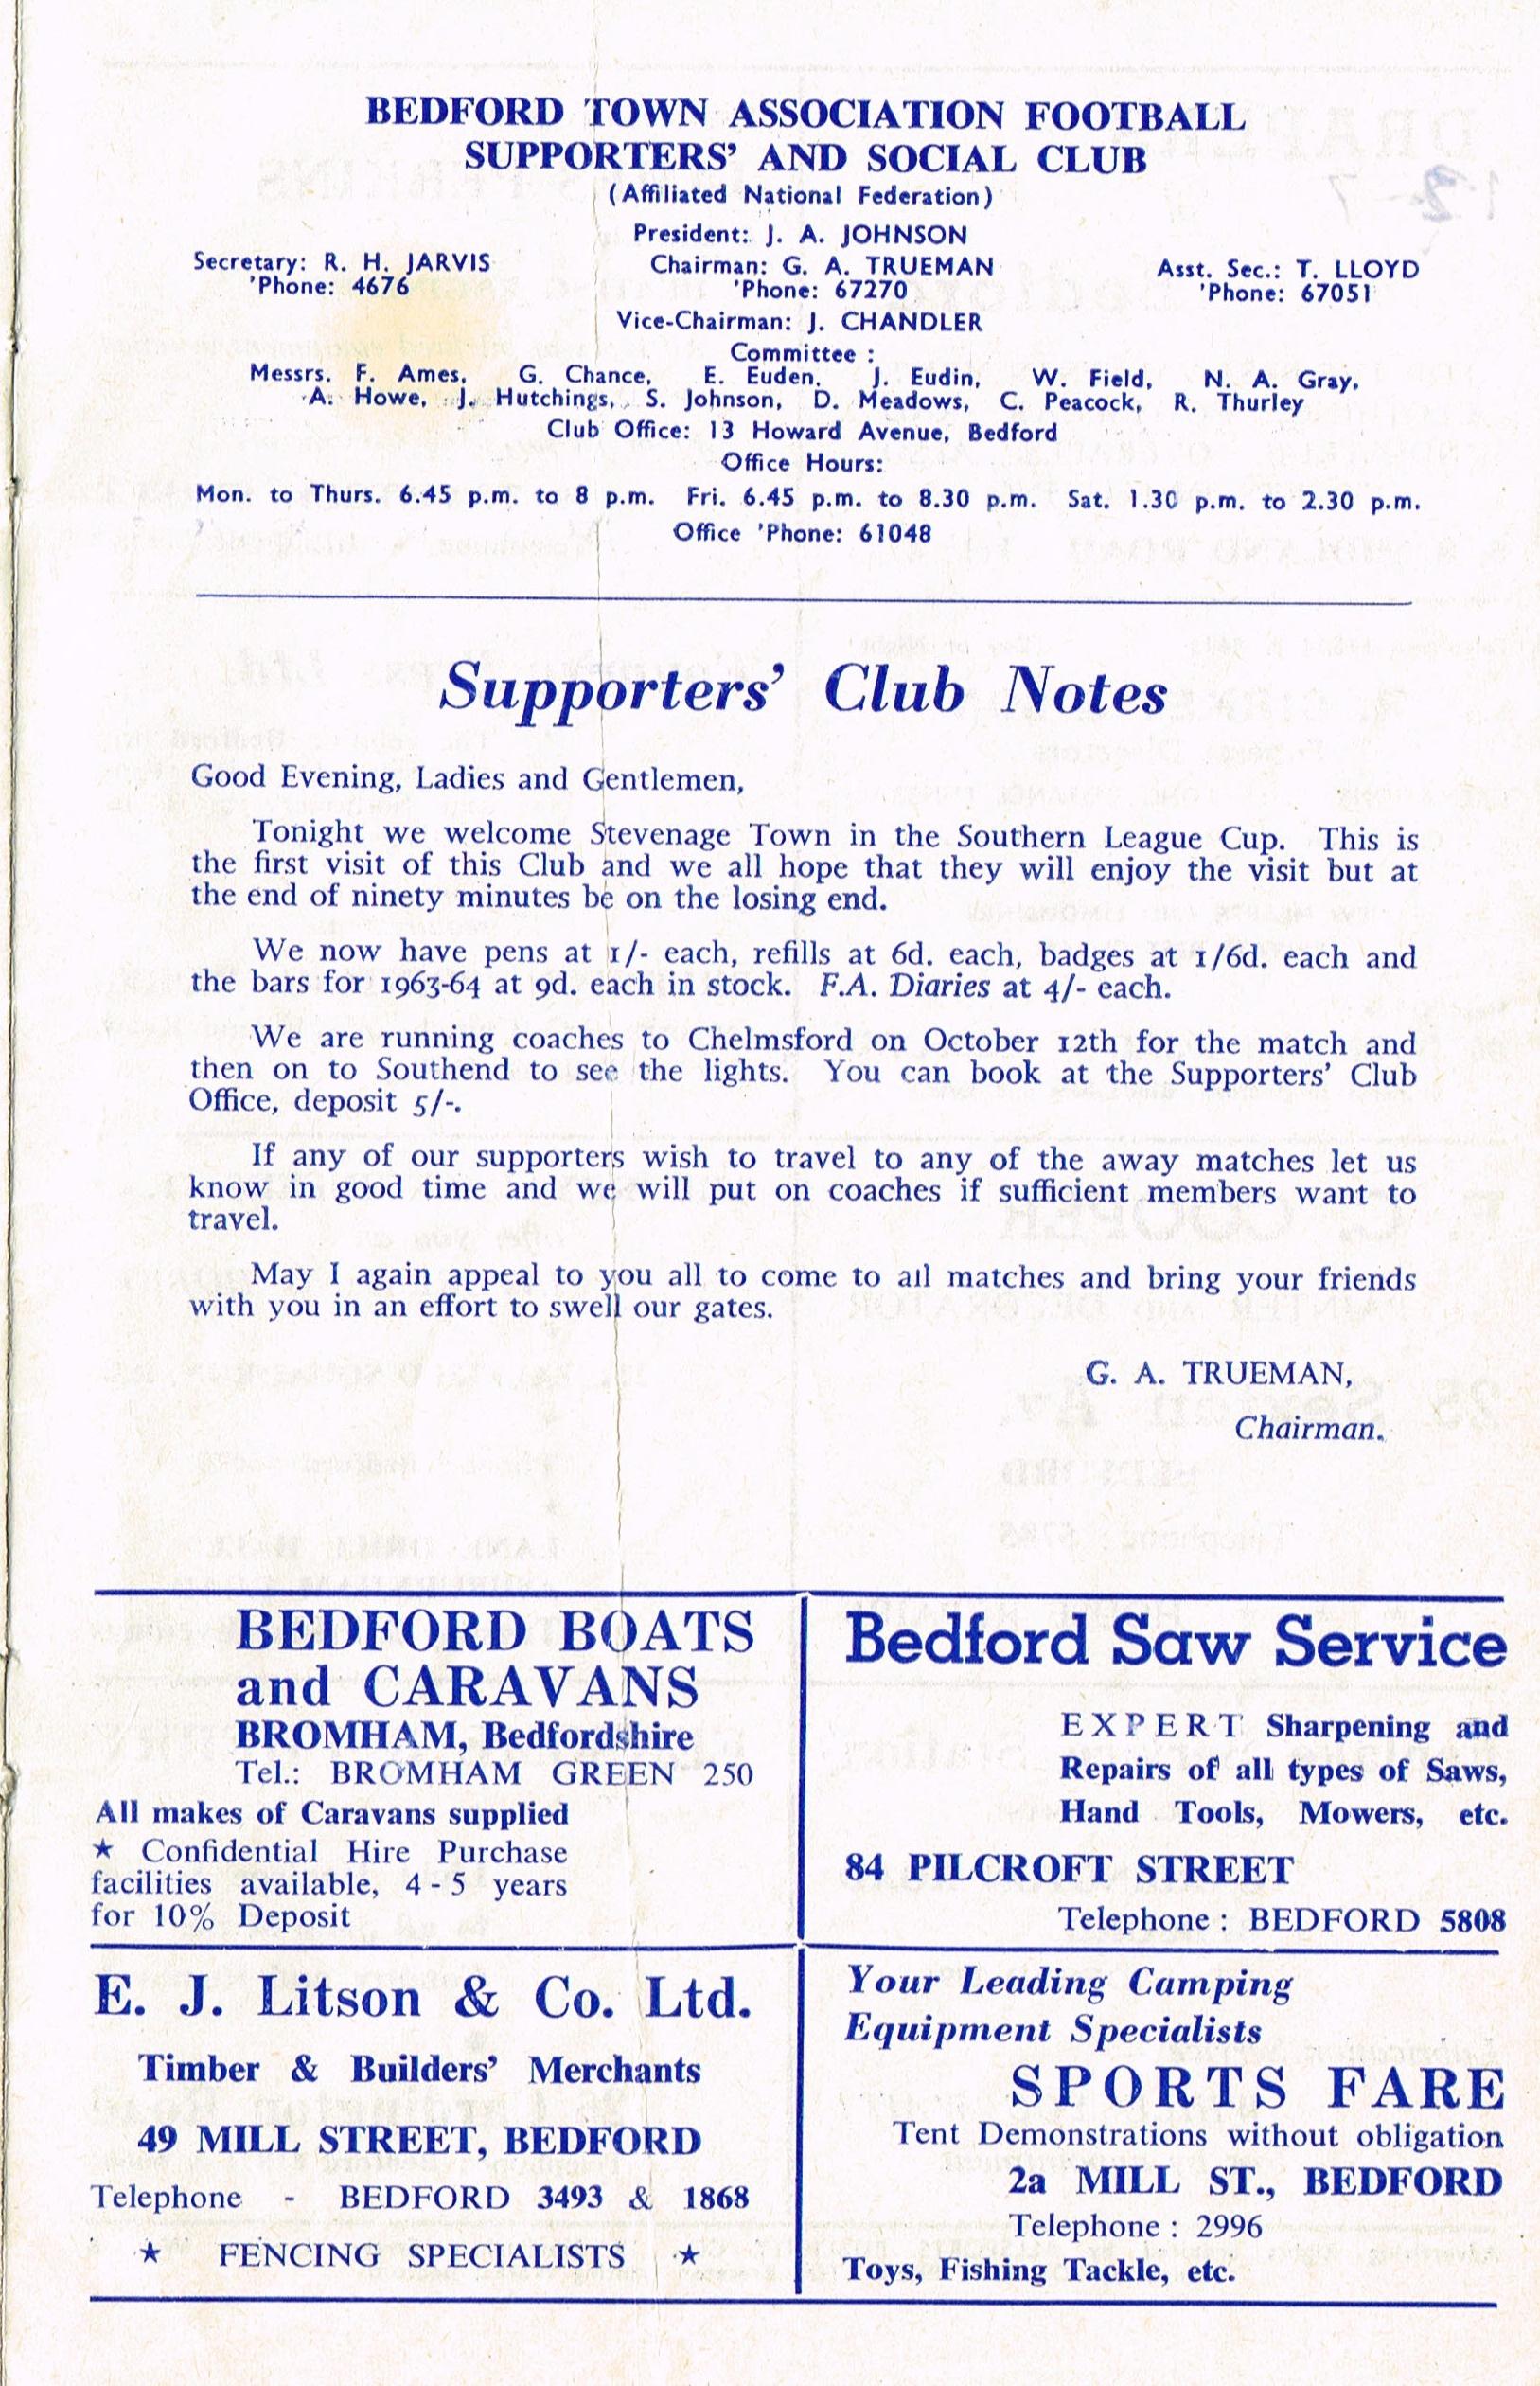 BEDFORD TOWN ASSOCIATION FOOTBALL
SUPPORTERS' AND SOCIAL CLUB
(Affiliated National Federation)
President: J. A. JOHNSON
Secretary: R. H. JARVIS
'Phone: 4676
Chairman: G. A. TRUEMAN
'Phone: 67270
Asst. Sec.: T. LLOYD
'Phone: 67051
Vice-Chairman: J. CHANDLER
Committee :
Messrs. F. Ames, G. Chance, E. Euden, J. Eudin, W. Field, N. A. Gray,
A. Howe, J. Hutchings, S. Johnson, D. Meadows, C. Peacock, R. Thurley
Club Office: 13 Howard Avenue, Bedford
Office Hours:
Mon. to Thurs. 6.45 p.m. to 8 p.m. Fri. 6.45 p.m. to 8.30 p.m. Sat. 1.30 p.m. to 2.30 p.m.
Office 'Phone: 61048
Supporters' Club Notes
Good Evening, Ladies and Gentlemen,
Tonight we welcome Stevenage Town in the Southern League Cup. This is
the first visit of this Club and we all hope that they will enjoy the visit but at
the end of ninety minutes be on the losing end.
We now have pens at 1/- each, refills at 6d. each, badges at 1/6d. each and
the bars for 1963-64 at 9d. each in stock. F.A. Diaries at 4/- each.
We are running coaches to Chelmsford on October 12th for the match and
then on to Southend to see the lights. You can book at the Supporters' Club
Office, deposit 5/-.
If any of our supporters wish to travel to any of the away matches let us
know in good time and we will put on coaches if sufficient members want to
travel.
May I again appeal to you all to come to all matches and bring your friends
with you in an effort to swell our gates.
G. A. TRUEMAN,
Chairman.
BEDFORD BOATS
and CARAVANS
BROMHAM, Bedfordshire
Tel.: BROMHAM GREEN 250
All makes of Caravans supplied
★ Confidential Hire Purchase
facilities available, 4 - 5 years
for 10% Deposit
Bedford Saw Service
EXPERT Sharpening and
Repairs of all types of Saws,
Hand Tools, Mowers, etc.
84 PILCROFT STREET
Telephone : BEDFORD 5808
E. J. Litson & Co. Ltd.
Timber & Builders' Merchants
49 MILL STREET, BEDFORD
Telephone - BEDFORD 3493 & 1868
★ FENCING SPECIALISTS ★
Your Leading Camping
Equipment Specialists
SPORTS FARE
Tent Demonstrations without obligation
2a MILL ST., BEDFORD
Telephone : 2996
Toys, Fishing Tackle, etc.